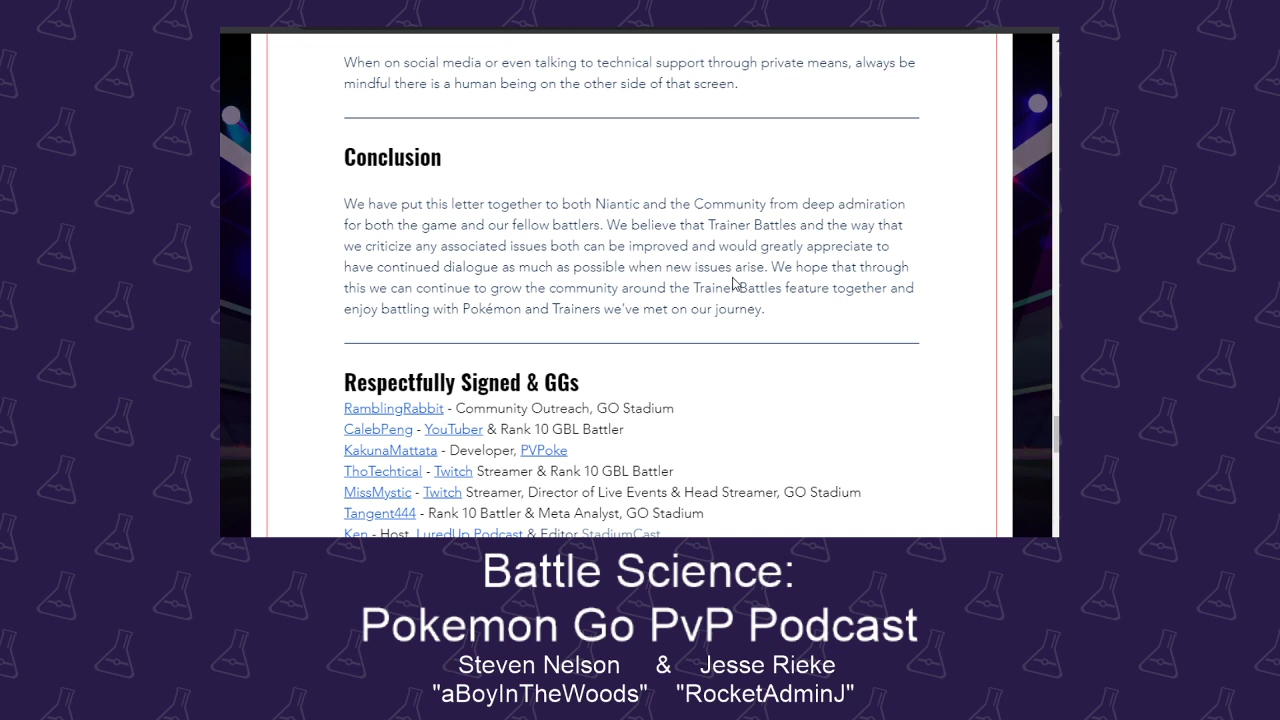 When on social media or even talking to technical support through private means, always be
mindful there is a human being on the other side of that screen.
Conclusion
We have put this letter together to both Niantic and the Community from deep admiration
for both the game and our fellow battlers. We believe that Trainer Battles and the way that
we criticize any associated issues both can be improved and would greatly appreciate to
have continued dialogue as much as possible when new issues arise. We hope that through
this we can continue to grow the community around the Trainer Battles feature together and
enjoy battling with Pokémon and Trainers we've met on our journey.
Respectfully Signed & GGs
RamblingRabbit - Community Outreach, GO Stadium
CalebPeng - YouTuber & Rank 10 GBL Battler
KakunaMattata - Developer, PVPoke
ThoTechtical - Twitch Streamer & Rank 10 GBL Battler
MissMystic - Twitch Streamer, Director of Live Events & Head Streamer, GO Stadium
Tangent444 - Rank 10 Battler & Meta Analyst, GO Stadium
Ken - Host, LuredUp Podcast & Editor StadiumCast
Battle Science:
Pokemon Go PvP Podcast
Steven Nelson & Jesse Rieke
"aBoyInTheWoods" "RocketAdminJ"